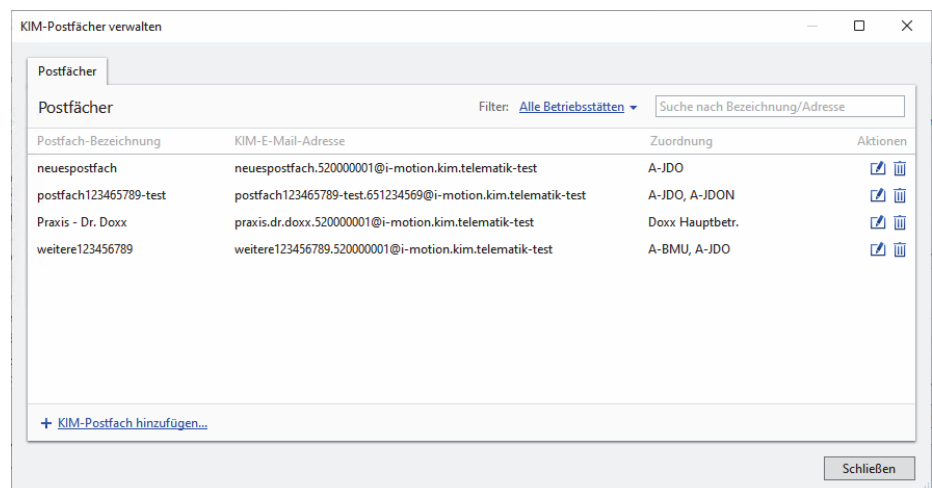 KIM-Postfächer verwalten
Postfächer
Postfächer Filter: Alle Betriebsstätten Suche nach Bezeichnung/Adresse
Postfach-Bezeichnung KIM-E-Mail-Adresse Zuordnung Aktionen
neuespostfach neuespostfach.520000001@i-motion.kim.telematik-test A-JDO
postfach123465789-test postfach123465789-test.651234569@i-motion.kim.telematik-test A-JDO, A-JDON
Praxis - Dr. Doxx praxis.dr.doxx.520000001@i-motion.kim.telematik-test Doxx Hauptbetr.
weitere123456789 weitere123456789.520000001@i-motion.kim.telematik-test A-BMU, A-JDO
+ KIM-Postfach hinzufügen...
Schließen